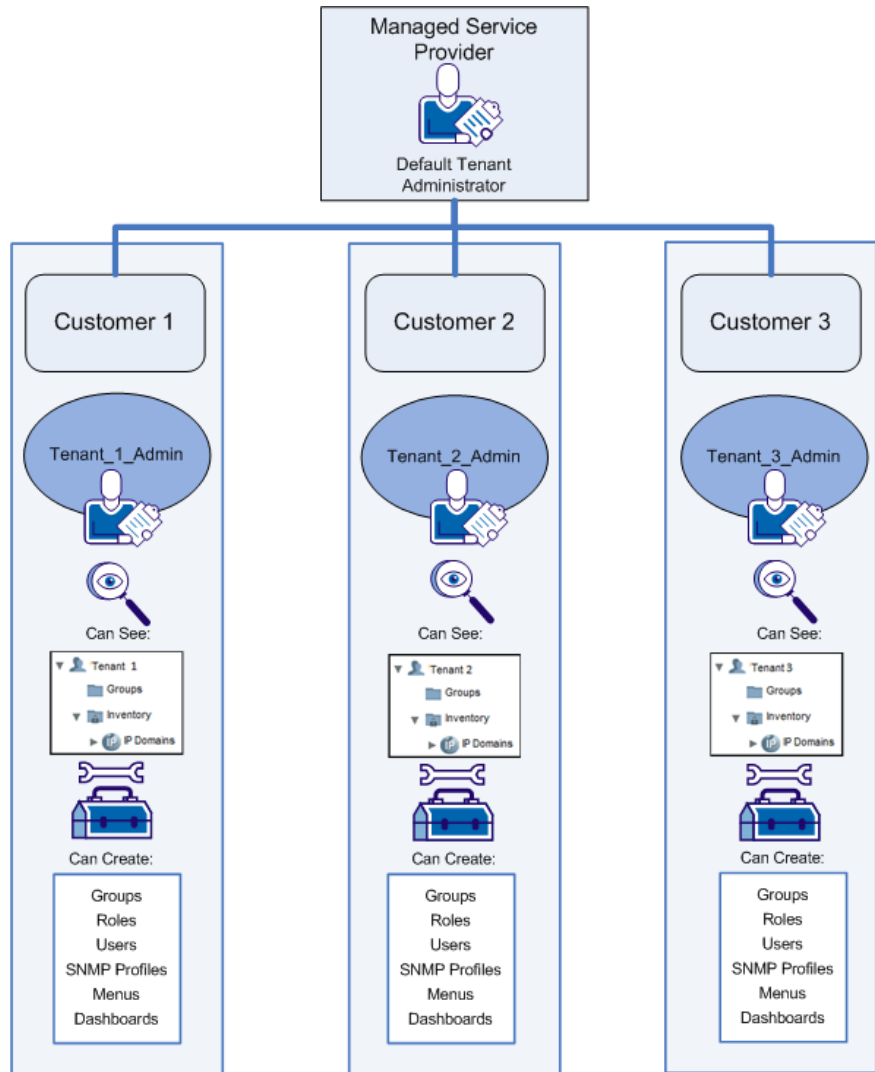 Managed Service
Provider
Default Tenant
Administrator
Customer 1
Tenant_1_Admin
Can See:
Tenant 1
Groups
Inventory
IP Domains
Can Create:
Groups
Roles
Users
SNMP Profiles
Menus
Dashboards
Customer 2
Tenant_2_Admin
Can See:
Tenant 2
Groups
Inventory
IP Domains
Can Create:
Groups
Roles
Users
SNMP Profiles
Menus
Dashboards
Customer 3
Tenant_3_Admin
Can See:
Tenant 3
Groups
Inventory
IP Domains
Can Create:
Groups
Roles
Users
SNMP Profiles
Menus
Dashboards